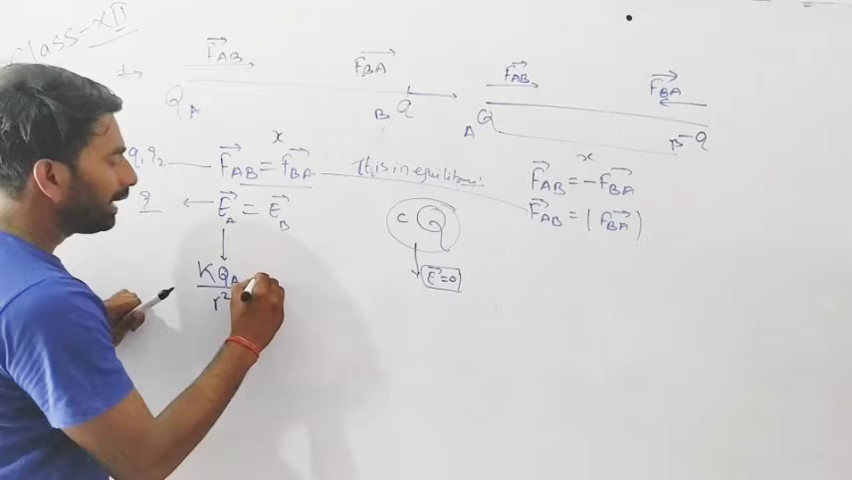 Class-XII
F⃗AB F⃗BA
QA B q
x
q1 q2 F⃗AB = F⃗BA This is in equilibrium
q E⃗A = E⃗B
KQA
r²
C Q
E⃗=0
F⃗AB F⃗BA
A Q B -q
x
F⃗AB = -F⃗BA
F⃗AB = |F⃗BA|